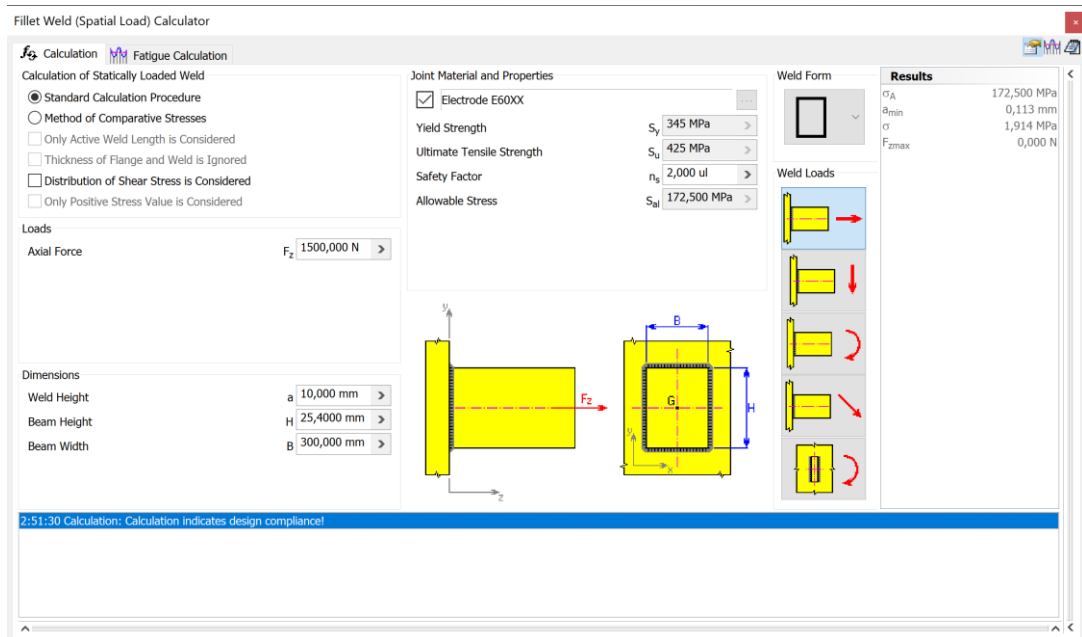 Fillet Weld (Spatial Load) Calculator
Calculation
Fatigue Calculation
Calculation of Statically Loaded Weld
Standard Calculation Procedure
Method of Comparative Stresses
Only Active Weld Length is Considered
Thickness of Flange and Weld is Ignored
Distribution of Shear Stress is Considered
Only Positive Stress Value is Considered
Loads
Axial Force Fz 1500,000 N >
Dimensions
Weld Height a 10,000 mm >
Beam Height H 25,4000 mm >
Beam Width B 300,000 mm >
Joint Material and Properties
Electrode E60XX ...
Yield Strength Sy 345 MPa >
Ultimate Tensile Strength Su 425 MPa >
Safety Factor ns 2,000 ul >
Allowable Stress Sal 172,500 MPa >
y
Fz
z
B
G
H
y
x
Weld Form
Weld Loads
Results
σA 172,500 MPa
amin 0,113 mm
σ 1,914 MPa
Fzmax 0,000 N
2:51:30 Calculation: Calculation indicates design compliance!